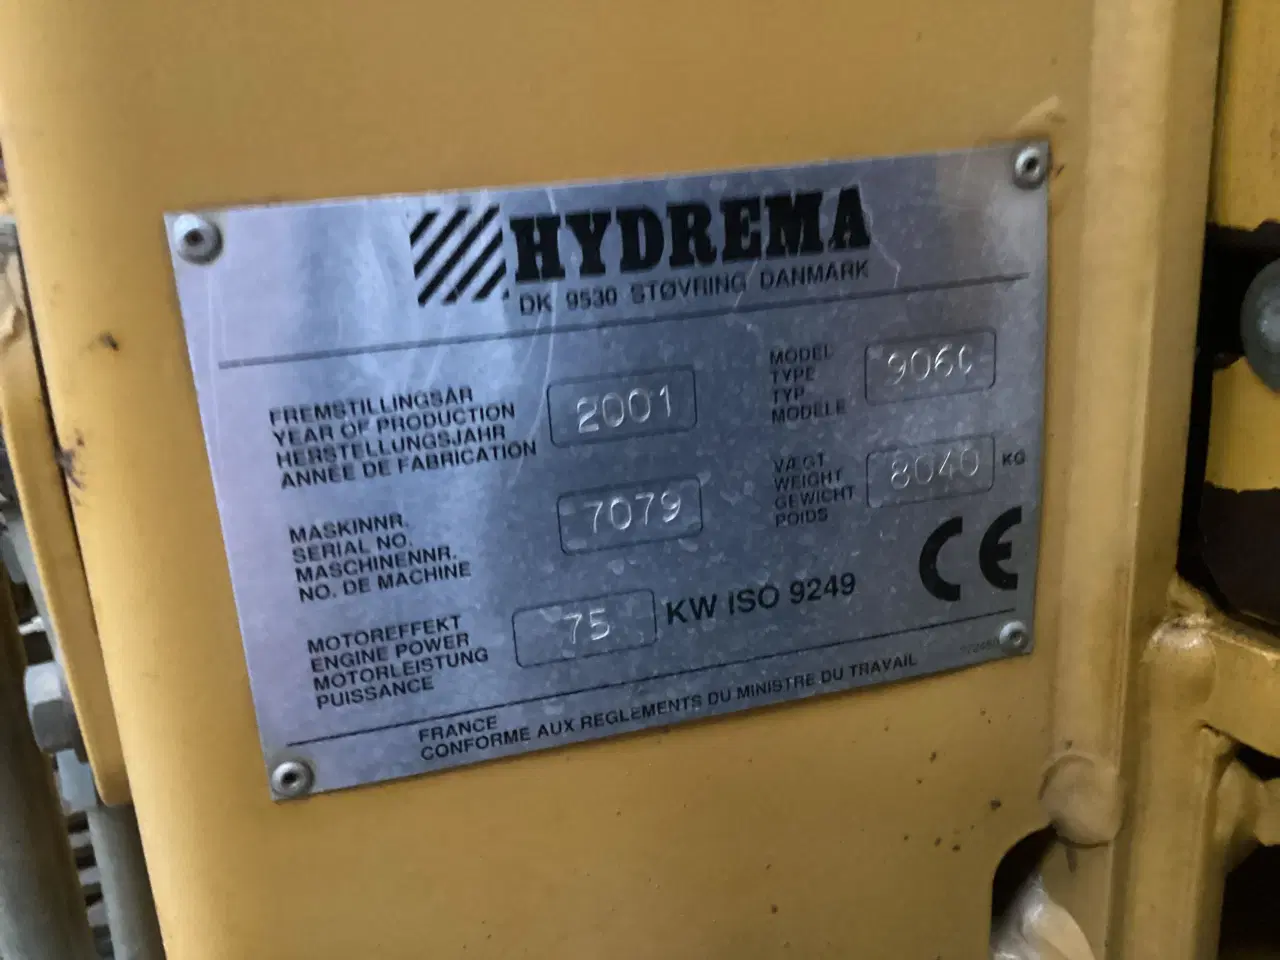 HYDREMA
DK 9530 STØVRING DANMARK
FREMSTILLINGSÅR
YEAR OF PRODUCTION
HERSTELLUNGSJAHR
ANNÉE DE FABRICATION
2001
MODEL
TYPE
TYP
MODÈLE
906C
MASKINNR.
SERIAL NO.
MASCHINENNR.
NO. DE MACHINE
7079
VÆGT
WEIGHT
GEWICHT
POIDS
8040 KG
MOTOREFFEKT
ENGINE POWER
MOTORLEISTUNG
PUISSANCE
75 KW ISO 9249
CE
FRANCE
CONFORME AUX REGLEMENTS DU MINISTRE DU TRAVAIL